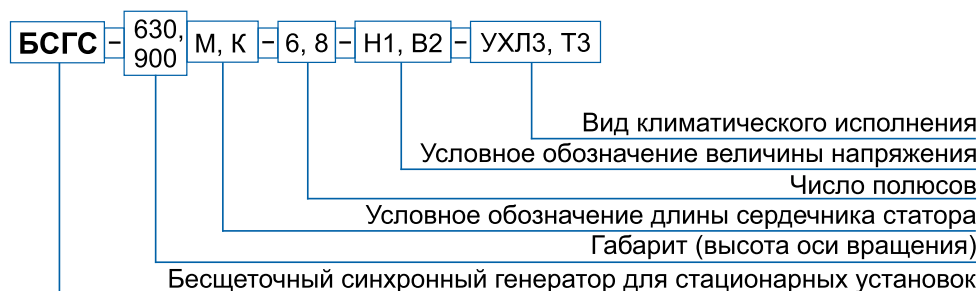 БСГС – 630, 900 М, К – 6, 8 – Н1, В2 – УХЛ3, Т3
Вид климатического исполнения
Условное обозначение величины напряжения
Число полюсов
Условное обозначение длины сердечника статора
Габарит (высота оси вращения)
Бесщеточный синхронный генератор для стационарных установок